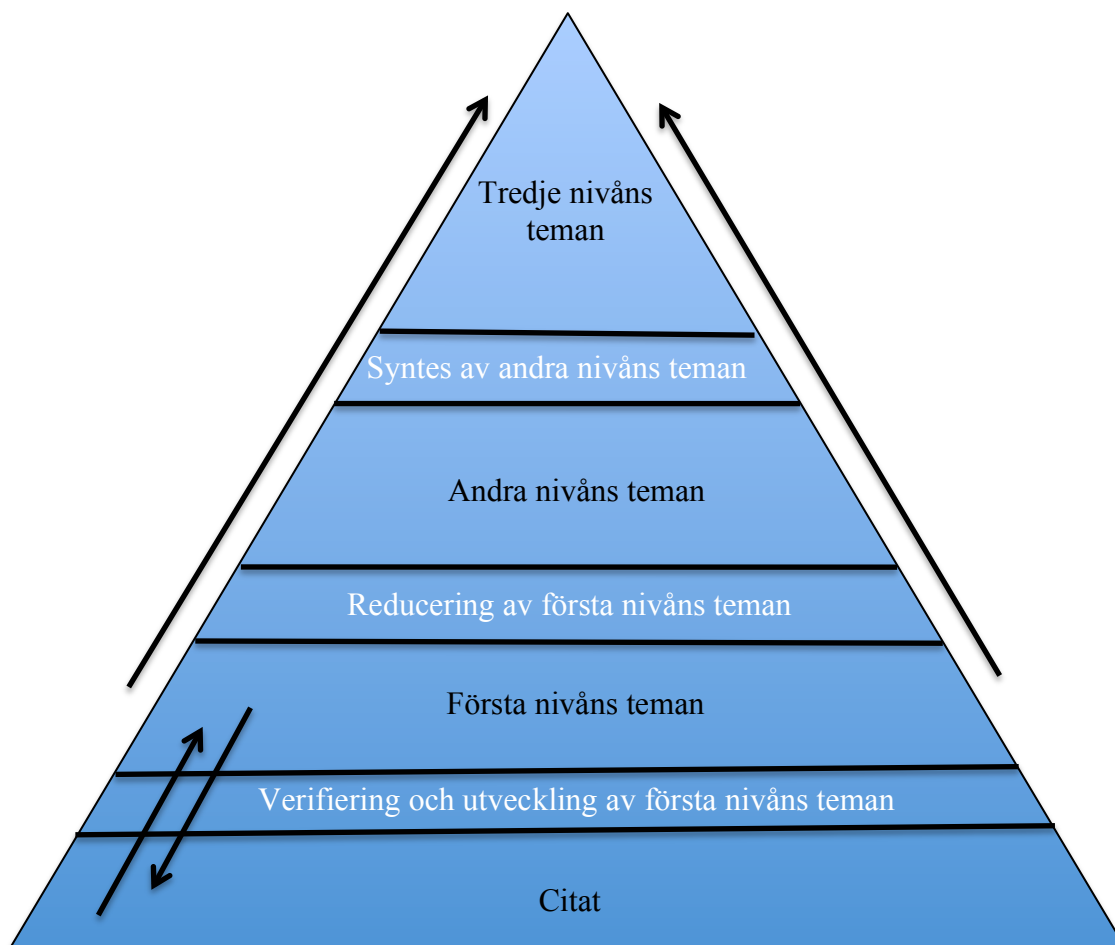 Tredje nivåns
teman
Syntes av andra nivåns teman
Andra nivåns teman
Reducering av första nivåns teman
Första nivåns teman
Verifiering och utveckling av första nivåns teman
Citat